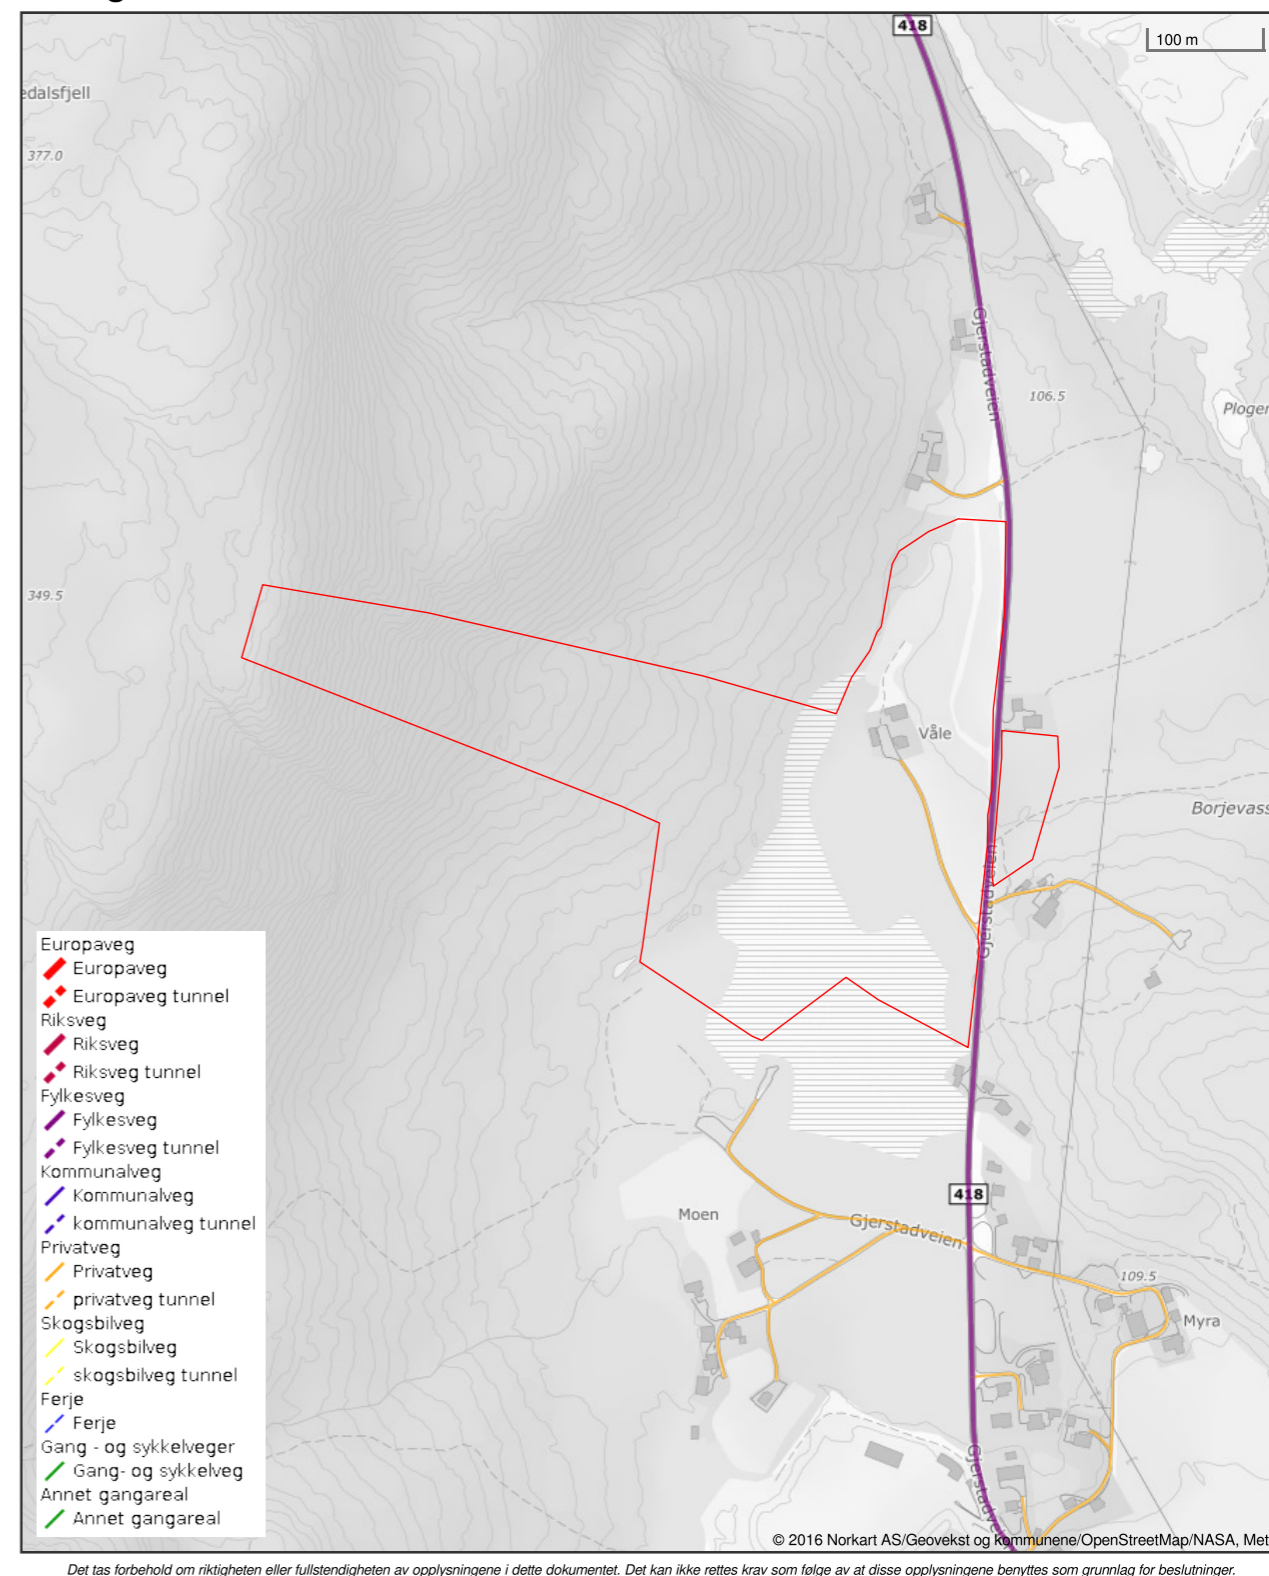 418
100 m
edalsfjell
377.0
Gjerstadveien
106.5
Ploger
349.5
Våle
Borjevass
Gjerstadveien
418
Moen
Gjerstadveien
109.5
Myra
Gjerstadve
Europaveg
Europaveg
Europaveg tunnel
Riksveg
Riksveg
Riksveg tunnel
Fylkesveg
Fylkesveg
Fylkesveg tunnel
Kommunalveg
Kommunalveg
kommunalveg tunnel
Privatveg
Privatveg
privatveg tunnel
Skogsbilveg
Skogsbilveg
skogsbilveg tunnel
Ferje
Ferje
Gang - og sykkelveger
Gang- og sykkelveg
Annet gangareal
Annet gangareal
© 2016 Norkart AS/Geovekst og kommunene/OpenStreetMap/NASA, Met
Det tas forbehold om riktigheten eller fullstendigheten av opplysningene i dette dokumentet. Det kan ikke rettes krav som følge av at disse opplysningene benyttes som grunnlag for beslutninger.